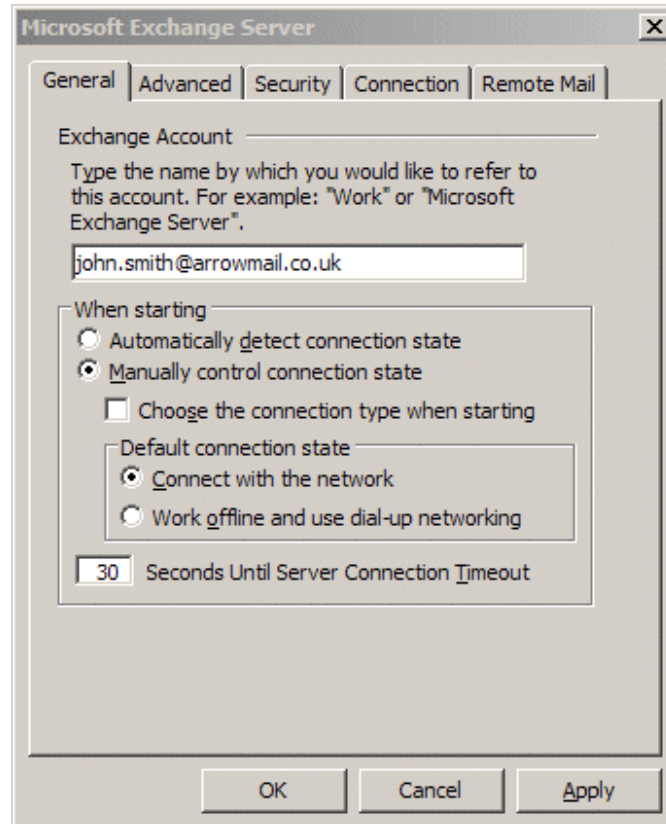 Microsoft Exchange Server
General Advanced Security Connection Remote Mail
Exchange Account
Type the name by which you would like to refer to
this account. For example: "Work" or "Microsoft
Exchange Server".
john.smith@arrowmail.co.uk
When starting
Automatically detect connection state
Manually control connection state
Choose the connection type when starting
Default connection state
Connect with the network
Work offline and use dial-up networking
30 Seconds Until Server Connection Timeout
OK Cancel Apply